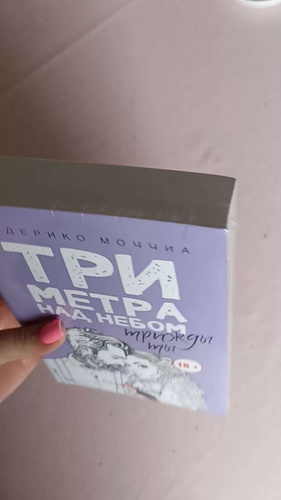 ДЕРИКО МОЧЧИА
ТРИ
МЕТРА
НАД НЕБОМ
трижды
ты
18+